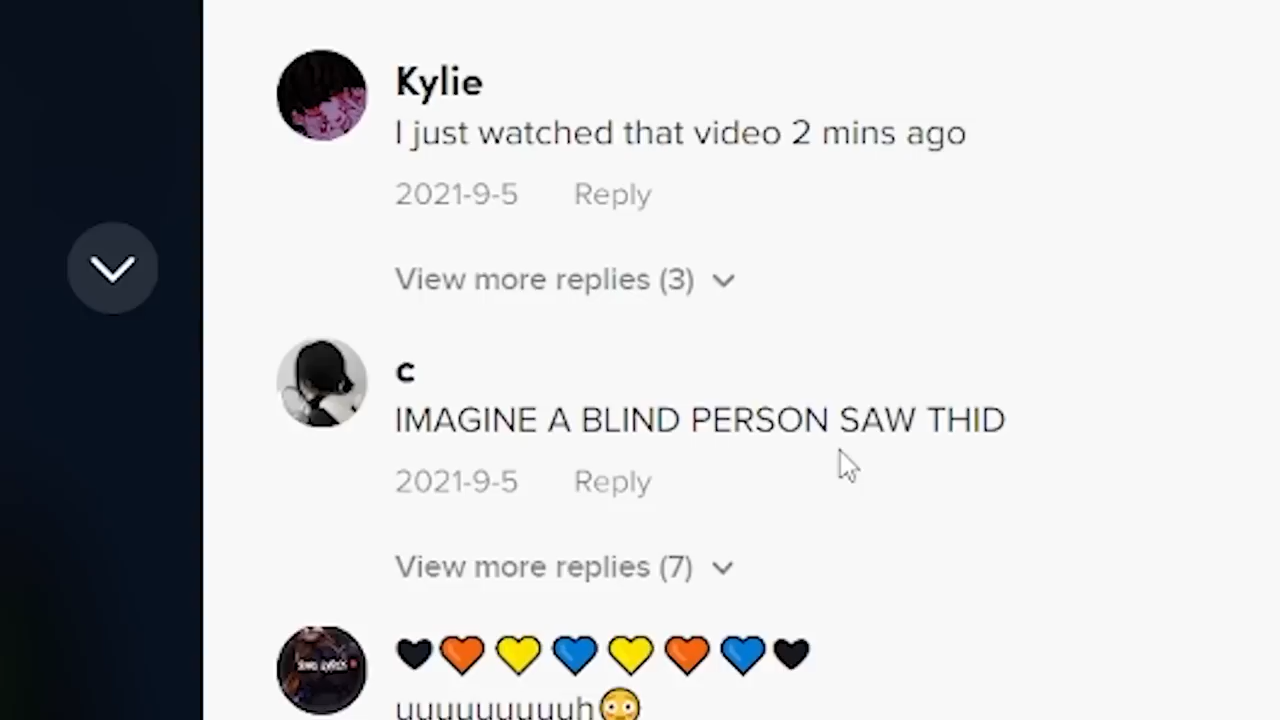 Kylie
I just watched that video 2 mins ago
2021-9-5 Reply
View more replies (3)
c
IMAGINE A BLIND PERSON SAW THID
2021-9-5 Reply
View more replies (7)
🖤🧡💛💙💛🧡💙🖤
uuuuuuuuuh😳